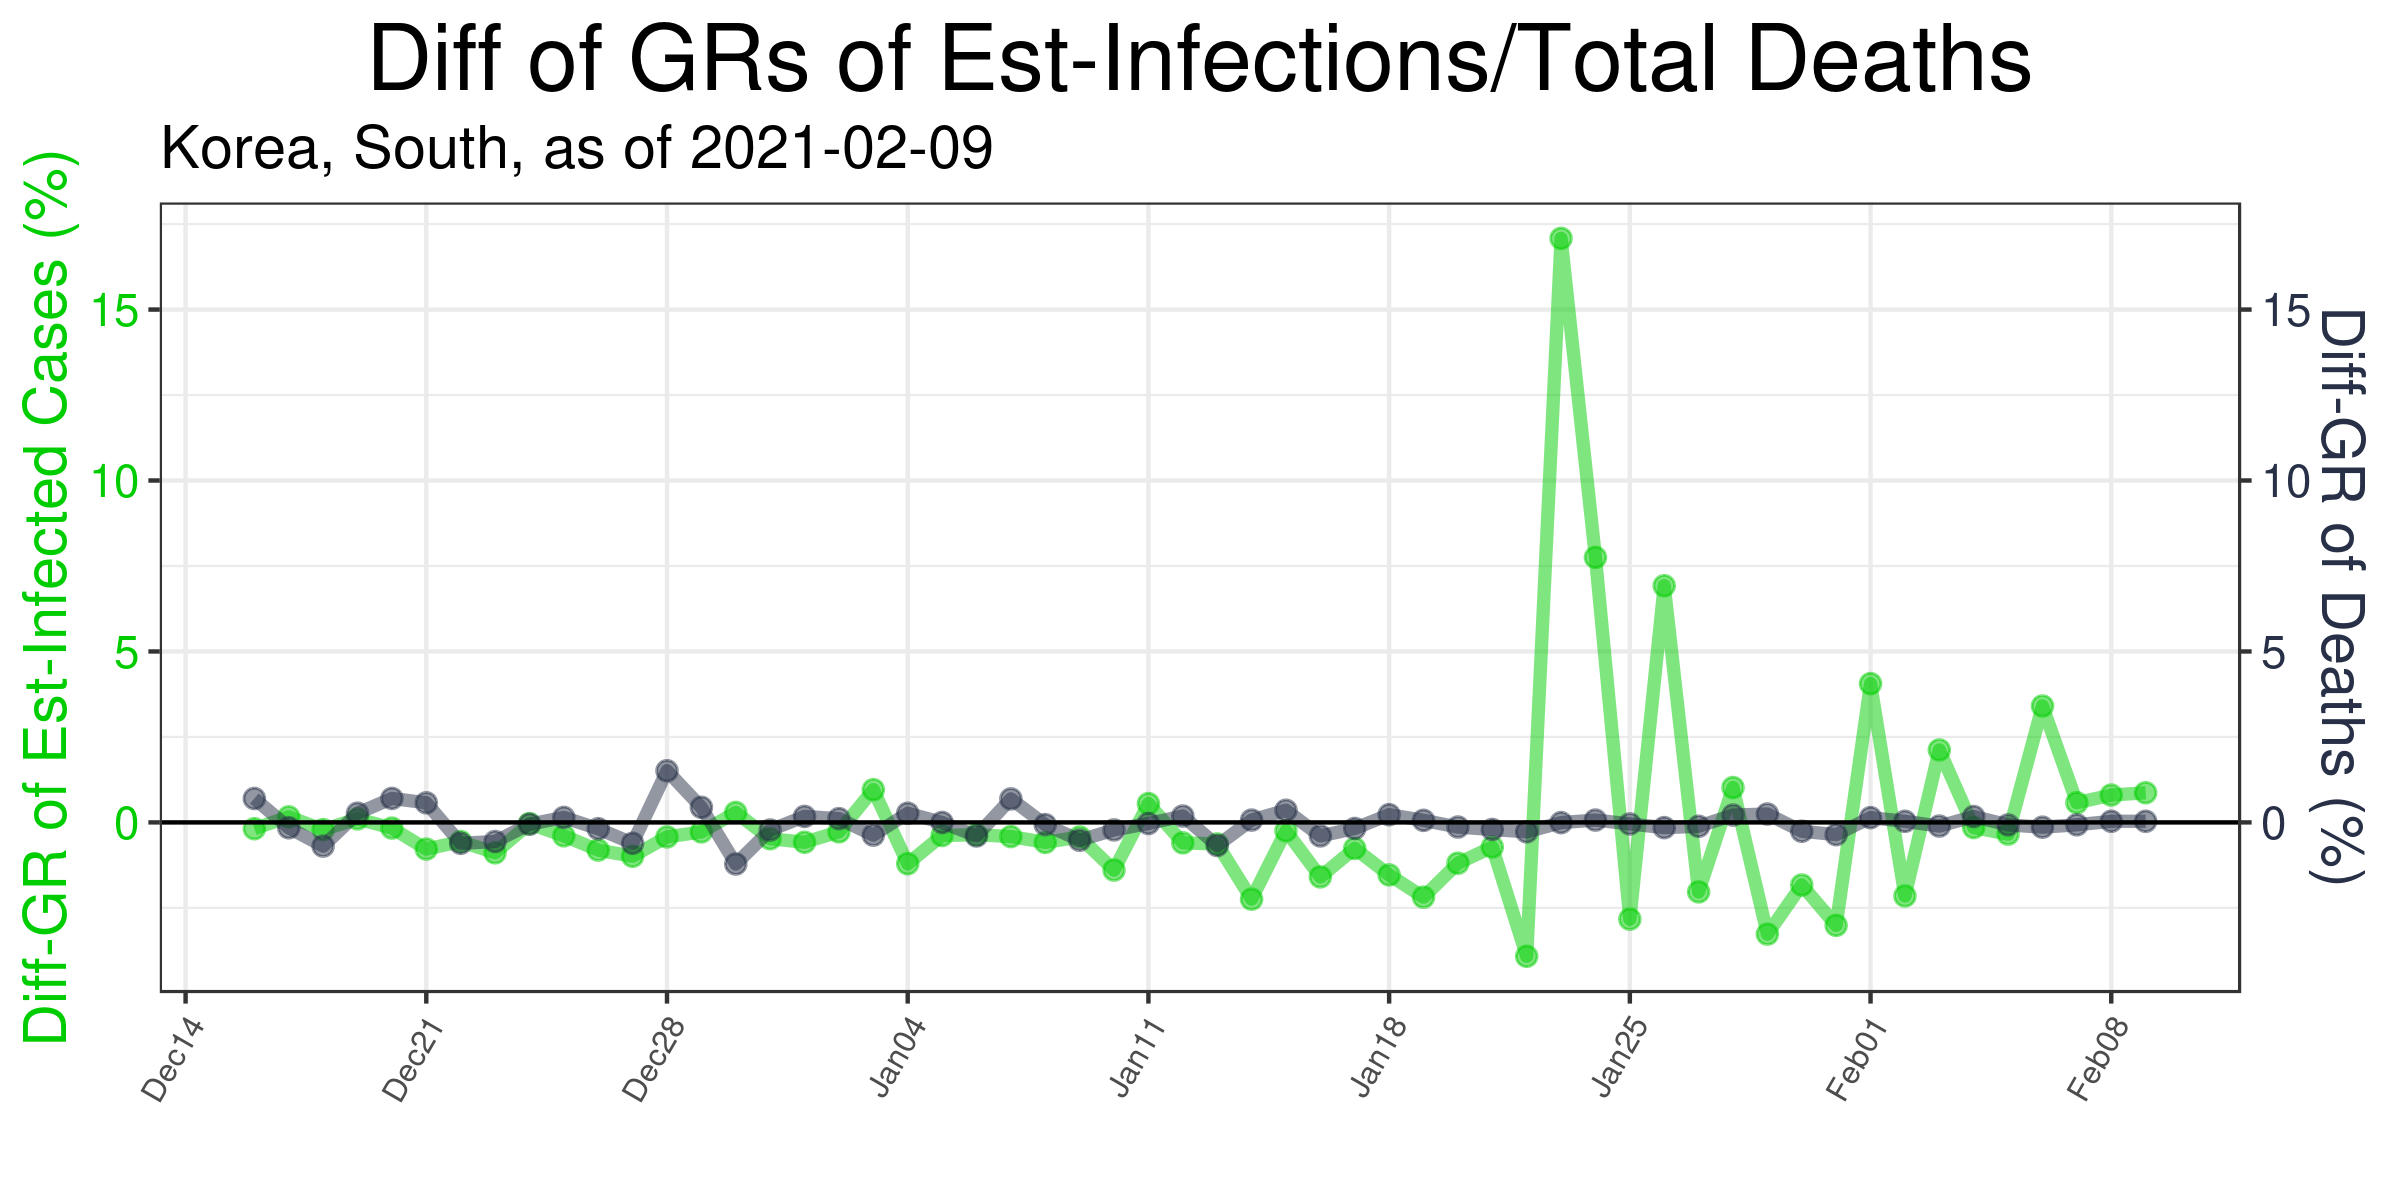 Diff of GRs of Est-Infections/Total Deaths
Korea, South, as of 2021-02-09
Diff-GR of Est-Infected Cases (%)
15
10
5
0
15
10
5
0
Diff-GR of Deaths (%)
Dec14
Dec21
Dec28
Jan04
Jan11
Jan18
Jan25
Feb01
Feb08